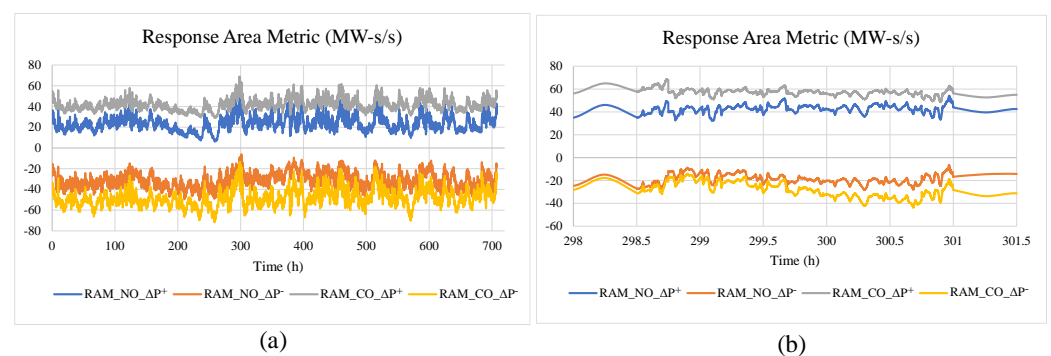 Response Area Metric (MW-s/s)
80
60
40
20
0
-20
-40
-60
-80
0 100 200 300 400 500 600 700
Time (h)
RAM_NO_ΔP⁺ RAM_NO_ΔP⁻ RAM_CO_ΔP⁺ RAM_CO_ΔP⁻
(a)
Response Area Metric (MW-s/s)
80
60
40
20
0
-20
-40
-60
298 298.5 299 299.5 300 300.5 301 301.5
Time (h)
RAM_NO_ΔP⁺ RAM_NO_ΔP⁻ RAM_CO_ΔP⁺ RAM_CO_ΔP⁻
(b)